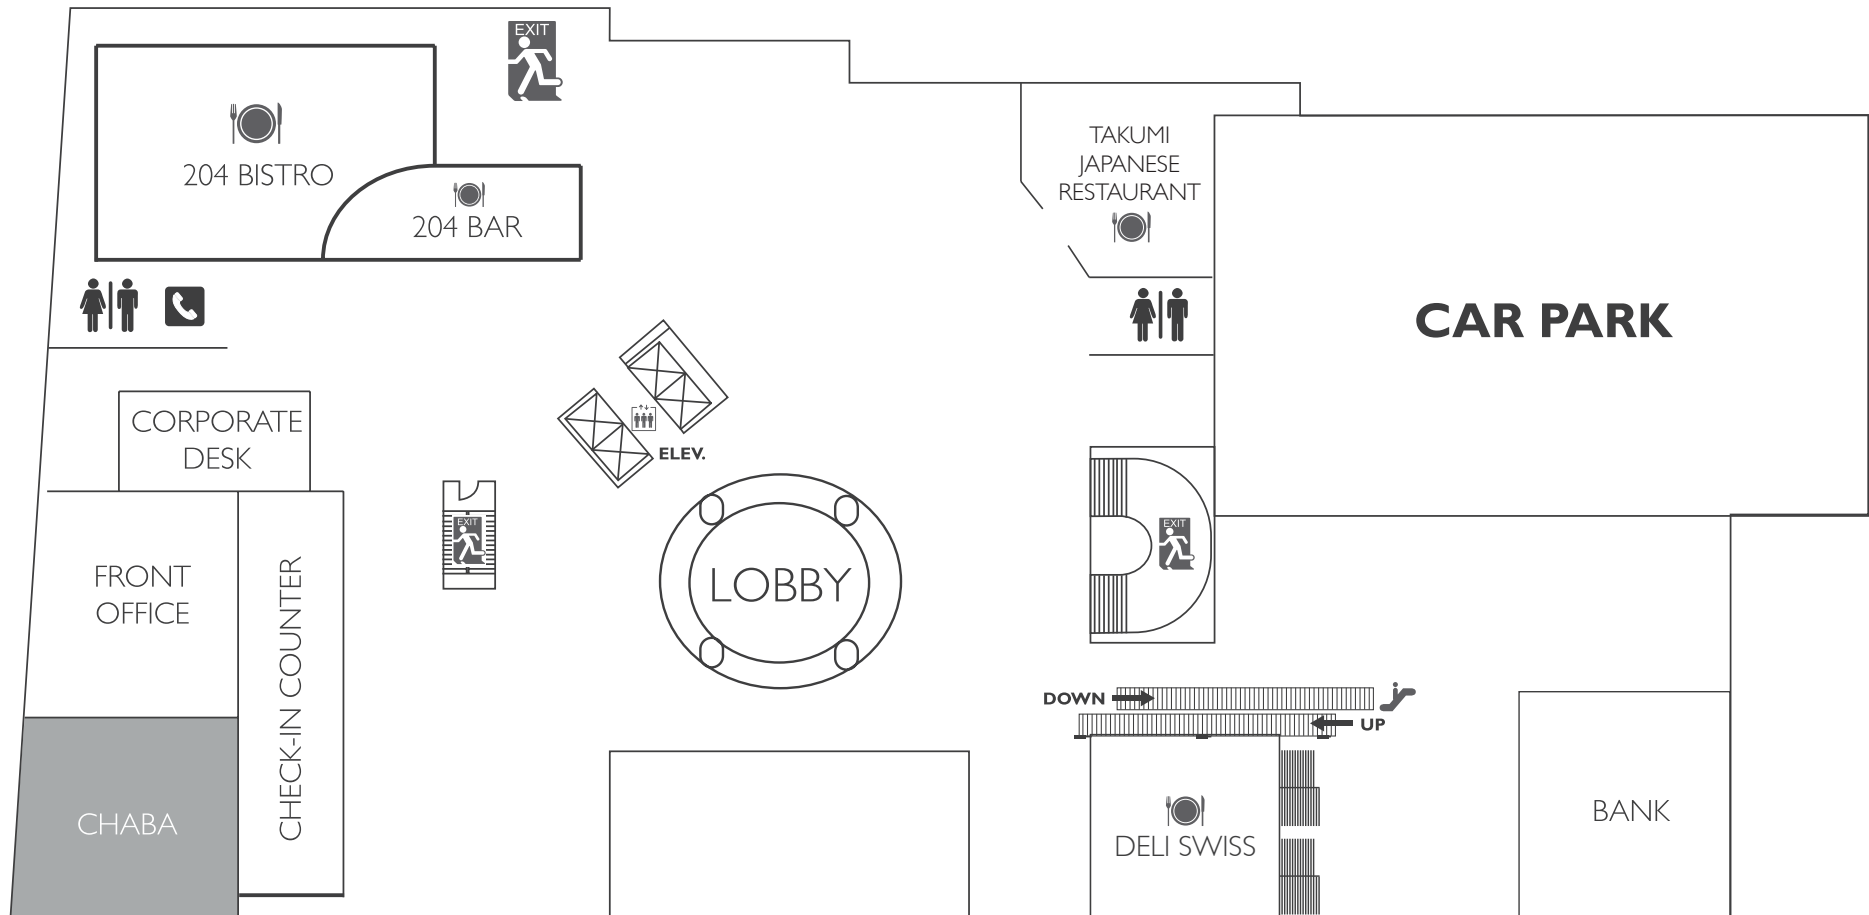 EXIT
204 BISTRO
204 BAR
TAKUMI
JAPANESE
RESTAURANT
CAR PARK
CORPORATE
DESK
ELEV.
EXIT
EXIT
LOBBY
FRONT
OFFICE
CHECK-IN COUNTER
DOWN
UP
CHABA
DELI SWISS
BANK